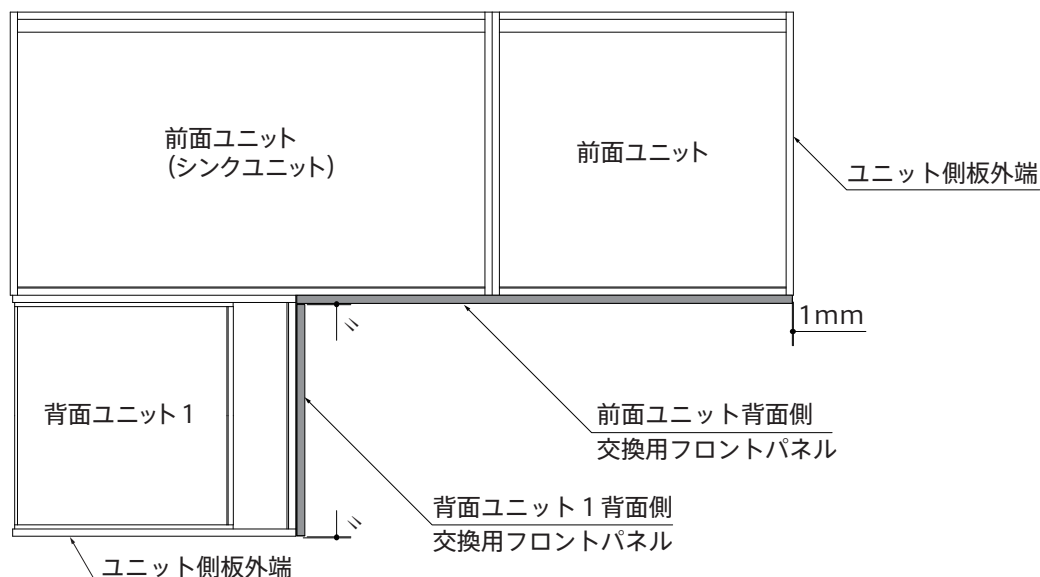 前面ユニット
(シンクユニット)
前面ユニット
ユニット側板外端
1mm
背面ユニット 1
前面ユニット背面側
交換用フロントパネル
背面ユニット 1 背面側
交換用フロントパネル
ユニット側板外端